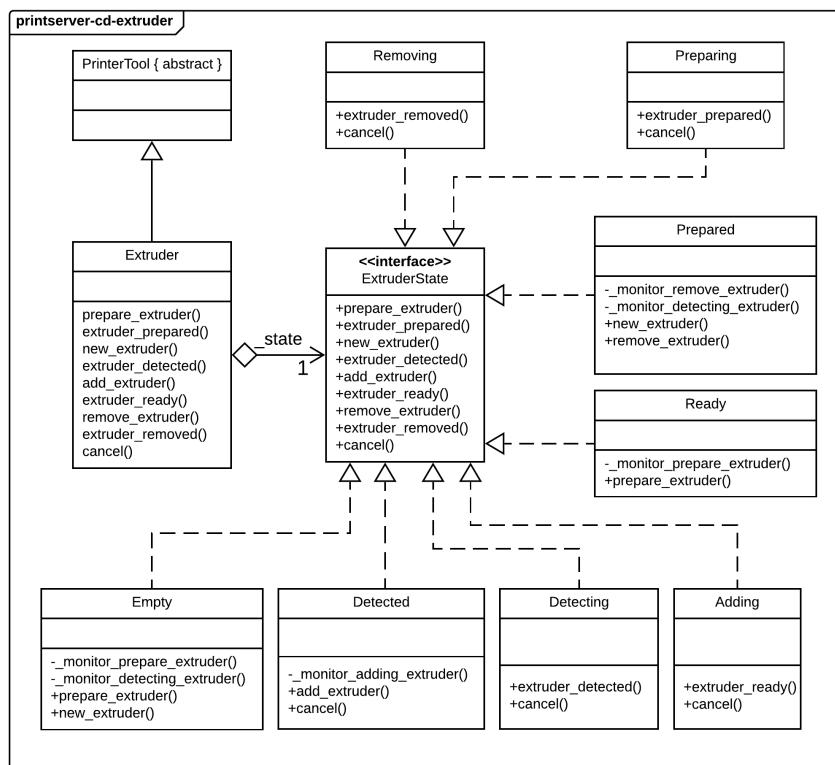 printserver-cd-extruder
PrinterTool { abstract }
Removing
+extruder_removed()
+cancel()
Preparing
+extruder_prepared()
+cancel()
Extruder
prepare_extruder()
extruder_prepared()
new_extruder()
extruder_detected()
add_extruder()
extruder_ready()
remove_extruder()
extruder_removed()
cancel()
_state
1
<<interface>>
ExtruderState
+prepare_extruder()
+extruder_prepared()
+new_extruder()
+extruder_detected()
+add_extruder()
+extruder_ready()
+remove_extruder()
+extruder_removed()
+cancel()
Prepared
-_monitor_remove_extruder()
-_monitor_detecting_extruder()
+new_extruder()
+remove_extruder()
Ready
-_monitor_prepare_extruder()
+prepare_extruder()
Empty
-_monitor_prepare_extruder()
-_monitor_detecting_extruder()
+prepare_extruder()
+new_extruder()
Detected
-_monitor_adding_extruder()
+add_extruder()
+cancel()
Detecting
+extruder_detected()
+cancel()
Adding
+extruder_ready()
+cancel()